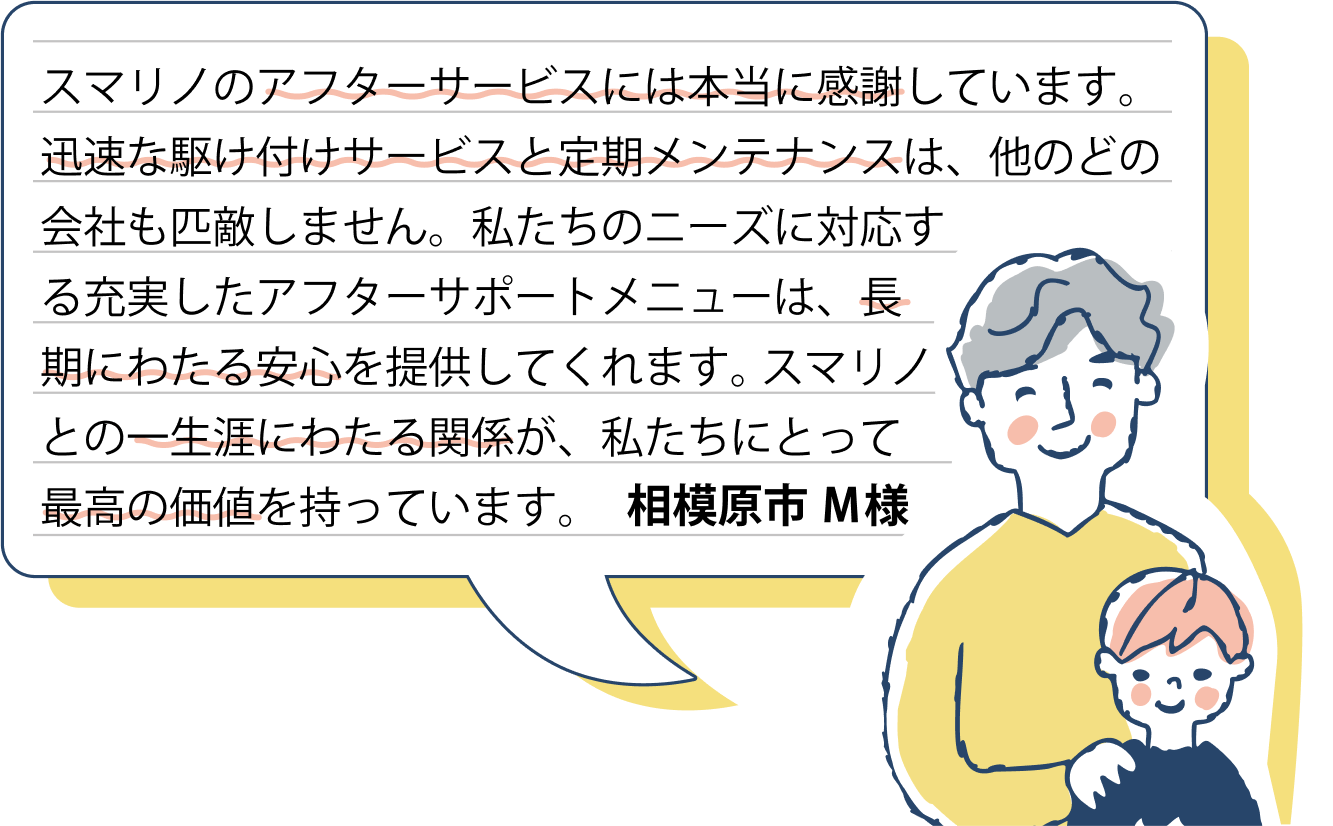 スマリノのアフターサービスには本当に感謝しています。
迅速な駆け付けサービスと定期メンテナンスは、他のどの
会社も匹敵しません。私たちのニーズに対応す
る充実したアフターサポートメニューは、長
期にわたる安心を提供してくれます。スマリノ
との一生涯にわたる関係が、私たちにとって
最高の価値を持っています。 相模原市 M様